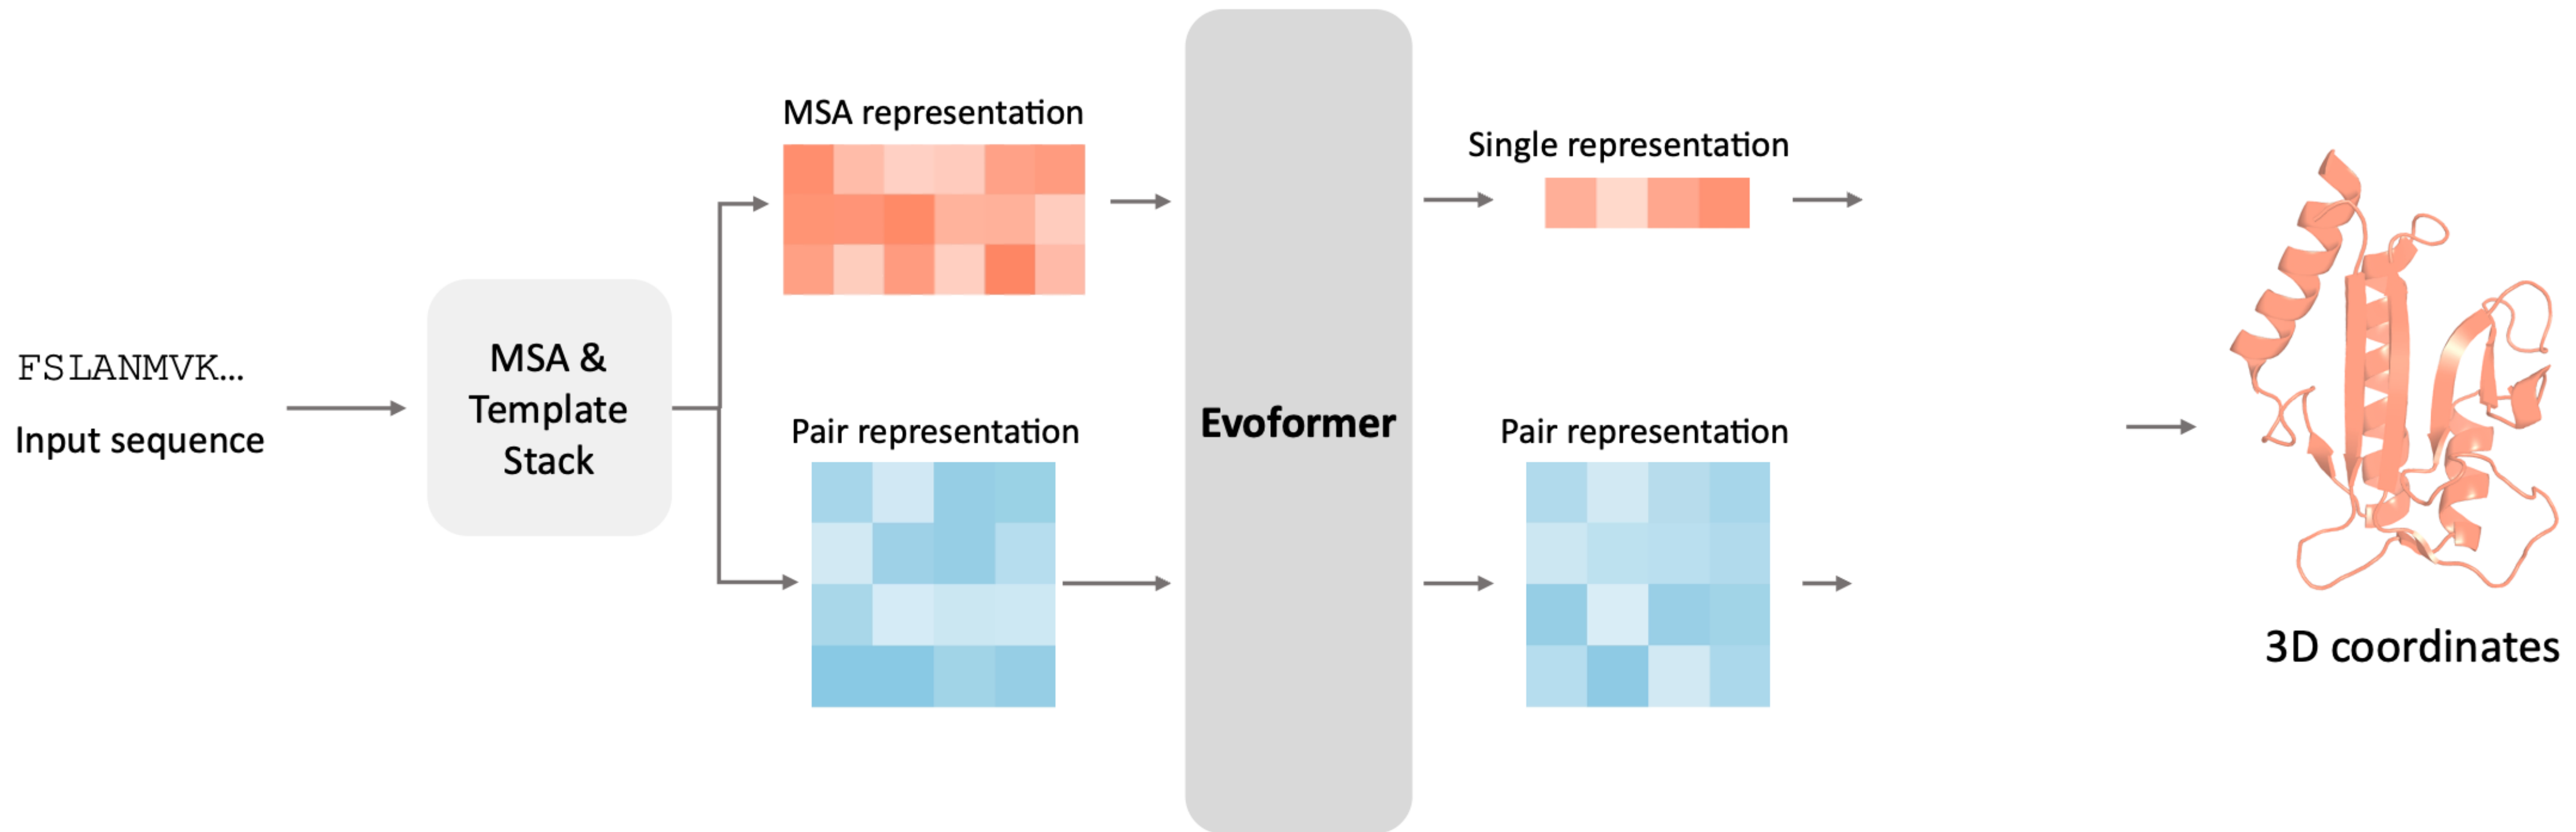 FSLANMVK...
Input sequence
MSA &
Template
Stack
MSA representation
Pair representation
Evoformer
Single representation
Pair representation
3D coordinates